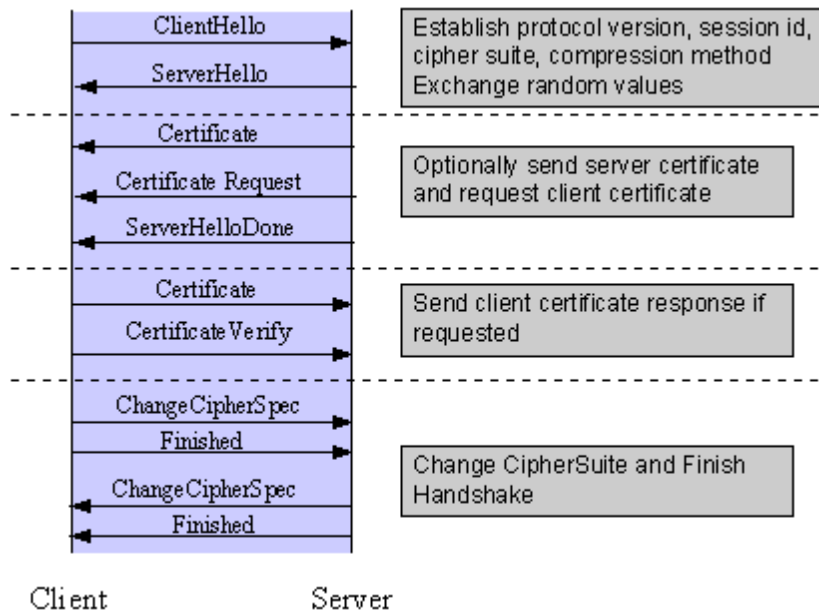 ClientHello
ServerHello
Establish protocol version, session id,
cipher suite, compression method
Exchange random values
Certificate
Certificate Request
ServerHelloDone
Optionally send server certificate
and request client certificate
Certificate
CertificateVerify
Send client certificate response if
requested
ChangeCipherSpec
Finished
ChangeCipherSpec
Finished
Change CipherSuite and Finish
Handshake
Client
Server